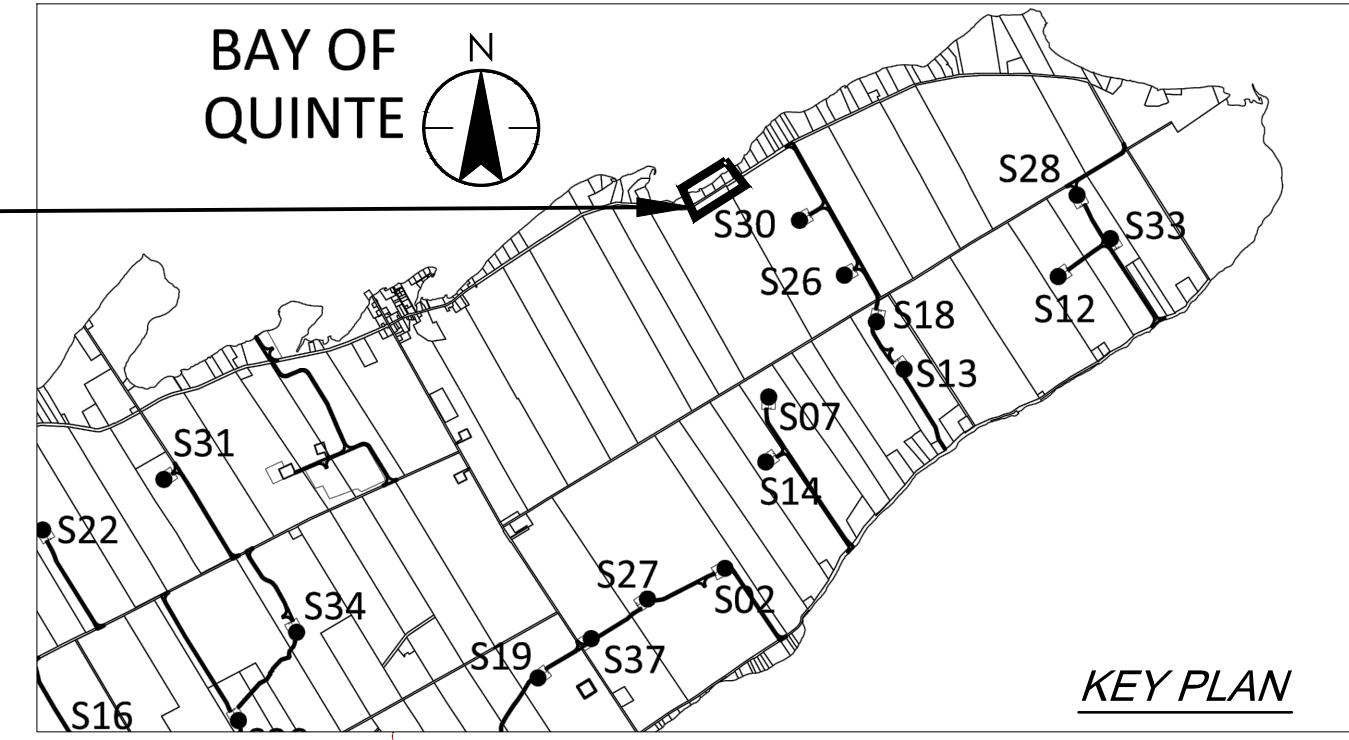 BAY OF
QUINTE
N
S28
S30
S33
S26
S12
S18
S13
S07
S31
S14
S22
S27
S02
S34
S19
S37
KEY PLAN
S16